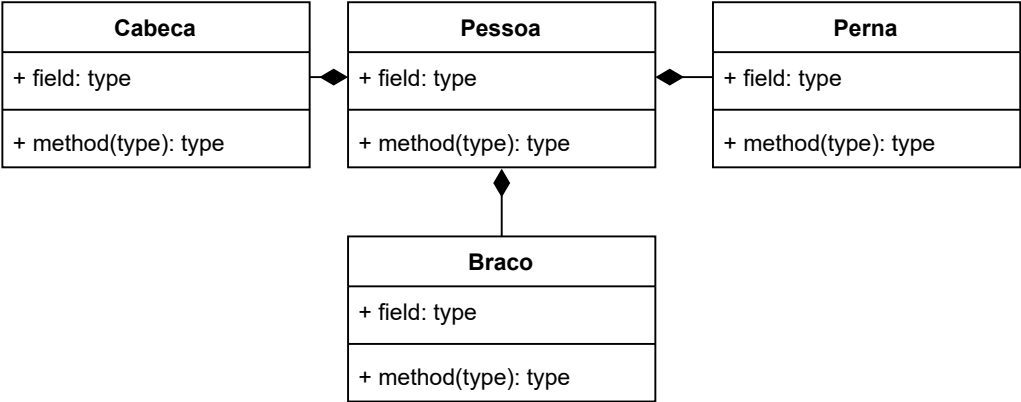 Cabeca
+ field: type
+ method(type): type
Pessoa
+ field: type
+ method(type): type
Perna
+ field: type
+ method(type): type
Braco
+ field: type
+ method(type): type